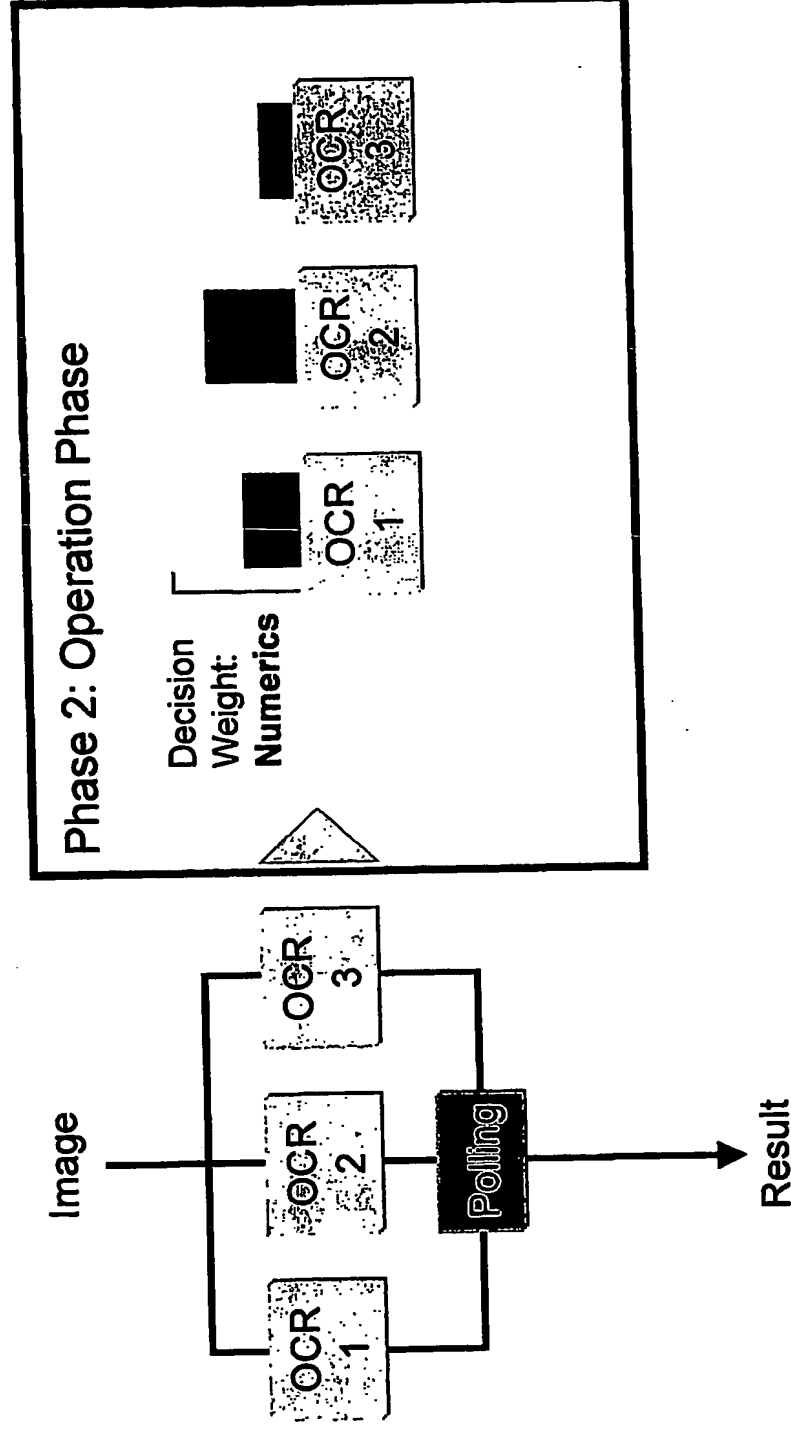 Image
OCR
1
OCR
2
OCR
3
Polling
Result
Phase 2: Operation Phase
Decision
Weight:
Numerics
OCR
1
OCR
2
OCR
3